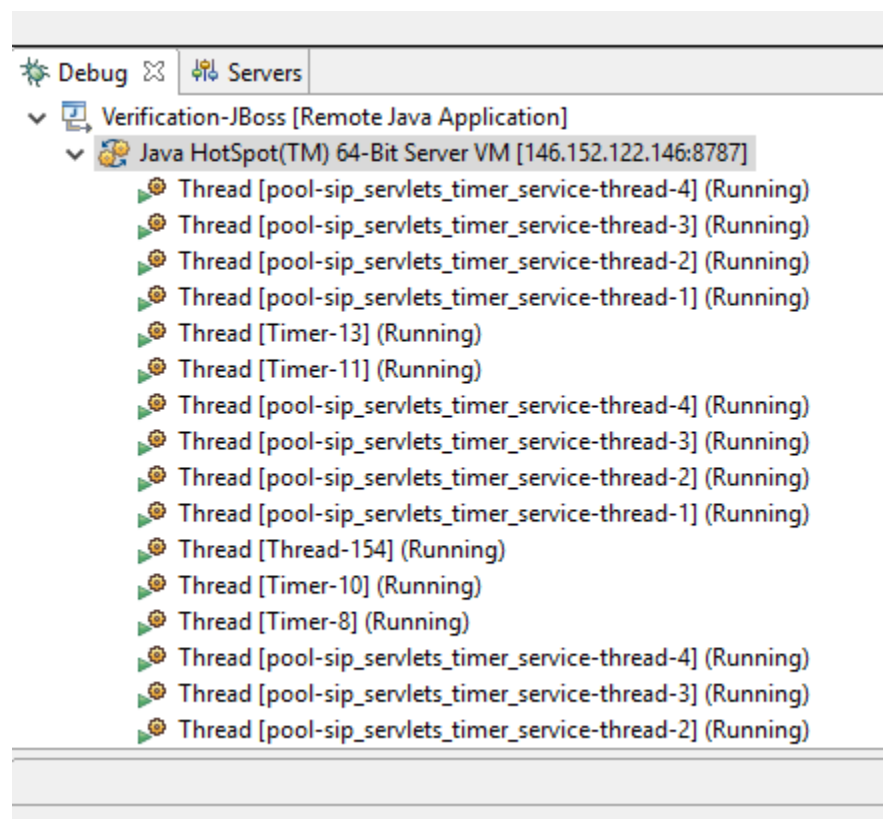 Debug Servers
Verification-JBoss [Remote Java Application]
Java HotSpot(TM) 64-Bit Server VM [146.152.122.146:8787]
Thread [pool-sip_servlets_timer_service-thread-4] (Running)
Thread [pool-sip_servlets_timer_service-thread-3] (Running)
Thread [pool-sip_servlets_timer_service-thread-2] (Running)
Thread [pool-sip_servlets_timer_service-thread-1] (Running)
Thread [Timer-13] (Running)
Thread [Timer-11] (Running)
Thread [pool-sip_servlets_timer_service-thread-4] (Running)
Thread [pool-sip_servlets_timer_service-thread-3] (Running)
Thread [pool-sip_servlets_timer_service-thread-2] (Running)
Thread [pool-sip_servlets_timer_service-thread-1] (Running)
Thread [Thread-154] (Running)
Thread [Timer-10] (Running)
Thread [Timer-8] (Running)
Thread [pool-sip_servlets_timer_service-thread-4] (Running)
Thread [pool-sip_servlets_timer_service-thread-3] (Running)
Thread [pool-sip_servlets_timer_service-thread-2] (Running)